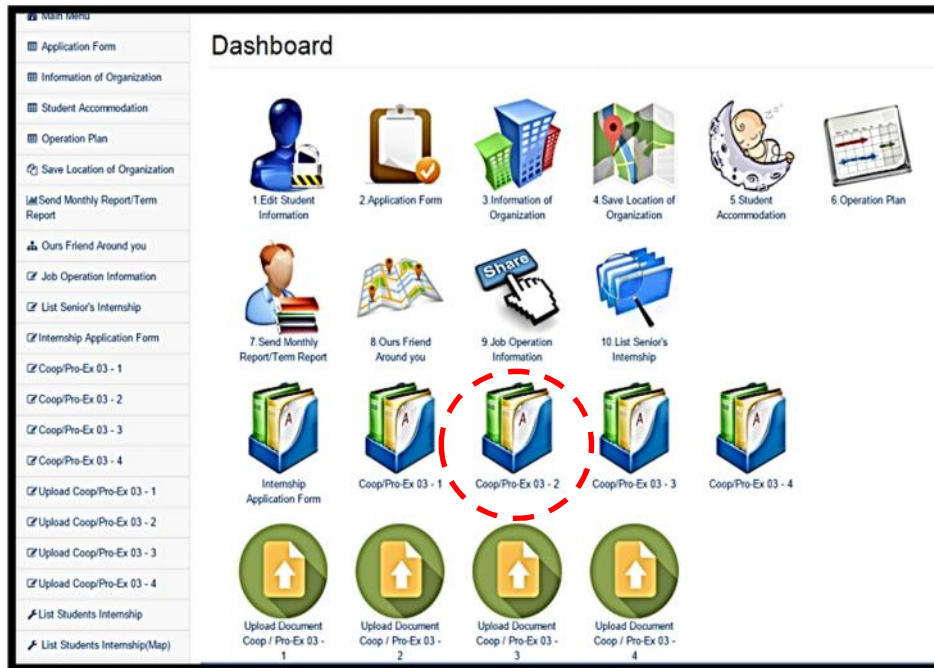 Main Menu
Application Form
Information of Organization
Student Accommodation
Operation Plan
Save Location of Organization
Send Monthly Report/Term
Report
Ours Friend Around you
Job Operation Information
List Senior's Internship
Internship Application Form
Coop/Pro-Ex 03 - 1
Coop/Pro-Ex 03 - 2
Coop/Pro-Ex 03 - 3
Coop/Pro-Ex 03 - 4
Upload Coop/Pro-Ex 03 - 1
Upload Coop/Pro-Ex 03 - 2
Upload Coop/Pro-Ex 03 - 3
Upload Coop/Pro-Ex 03 - 4
List Students Internship
List Students Internship(Map)
Dashboard
1.Edit Student
Information
2.Application Form
3.Information of
Organization
4.Save Location of
Organization
5.Student
Accommodation
6.Operation Plan
7.Send Monthly
Report/Term Report
8.Ours Friend
Around you
Share
9.Job Operation
Information
10.List Senior's
Internship
A
Internship
Application Form
A
Coop/Pro-Ex 03 - 1
A
Coop/Pro-Ex 03 - 2
A
Coop/Pro-Ex 03 - 3
A
Coop/Pro-Ex 03 - 4
Upload Document
Coop / Pro-Ex 03 -
1
Upload Document
Coop / Pro-Ex 03 -
2
Upload Document
Coop / Pro-Ex 03 -
3
Upload Document
Coop / Pro-Ex 03 -
4